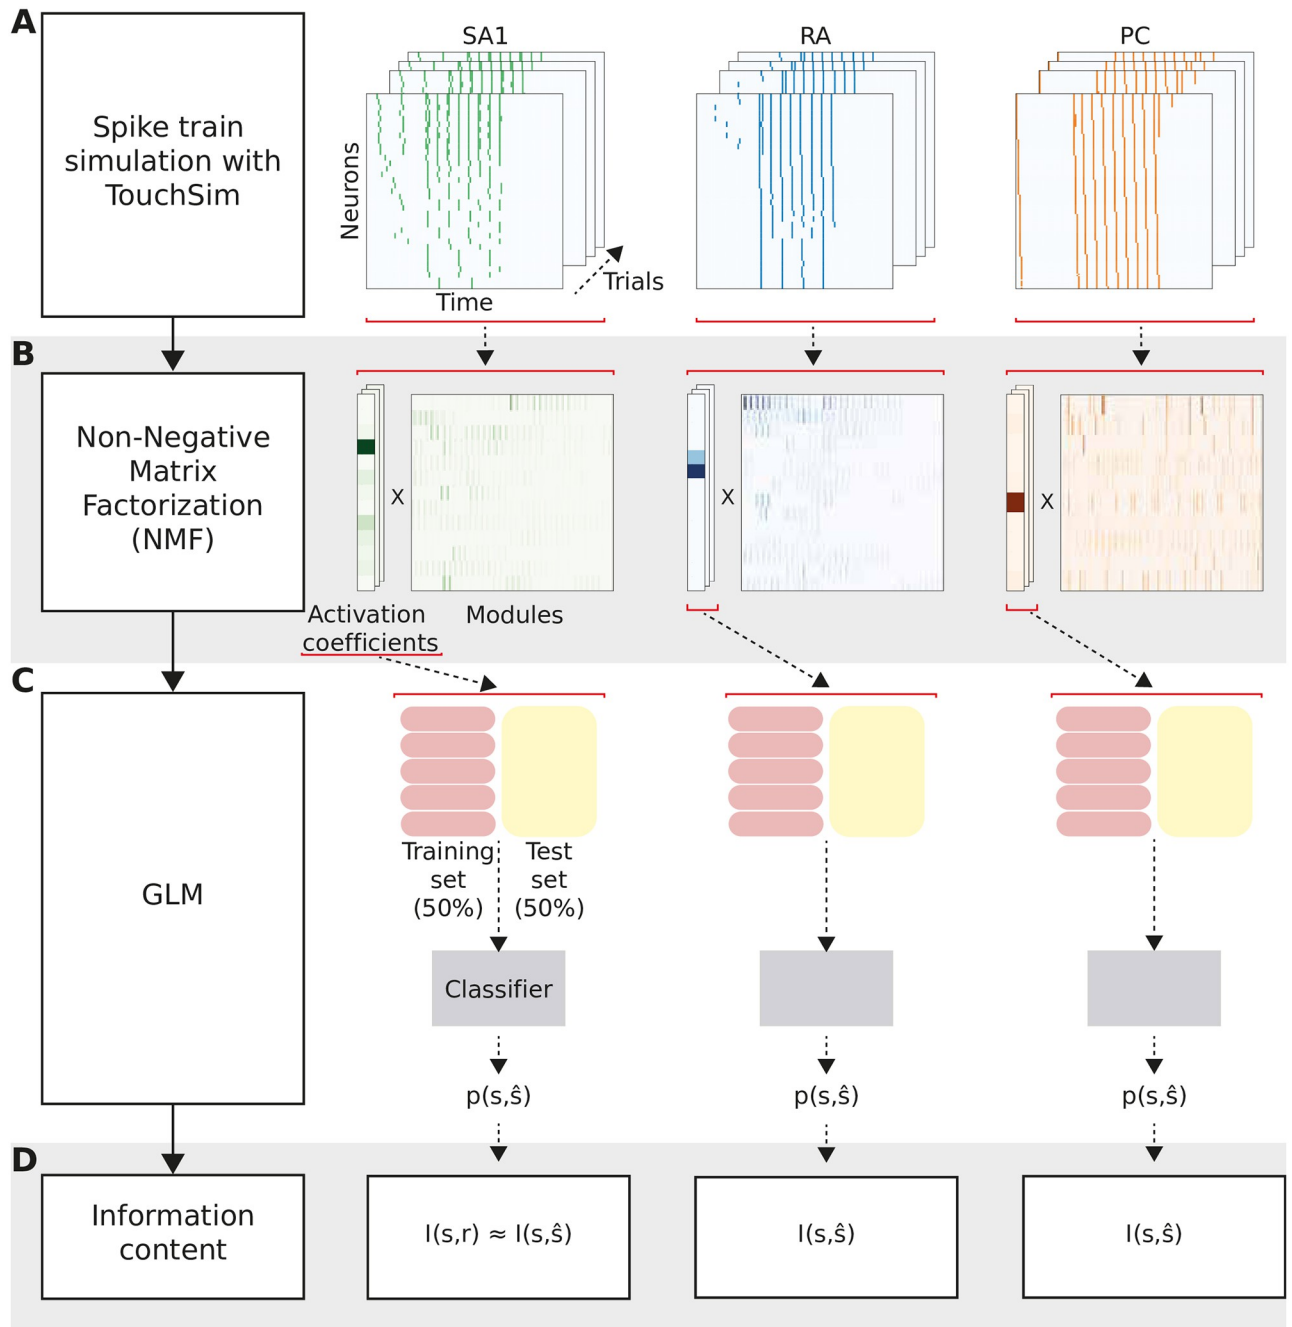 A
Spike train
simulation with
TouchSim
SA1
RA
PC
Neurons
Time
Trials
B
Non-Negative
Matrix
Factorization
(NMF)
X
X
X
Activation
coefficients
Modules
C
GLM
Training
set
(50%)
Test
set
(50%)
Classifier
p(s,ŝ)
p(s,ŝ)
p(s,ŝ)
D
Information
content
I(s,r) ≈ I(s,ŝ)
I(s,ŝ)
I(s,ŝ)